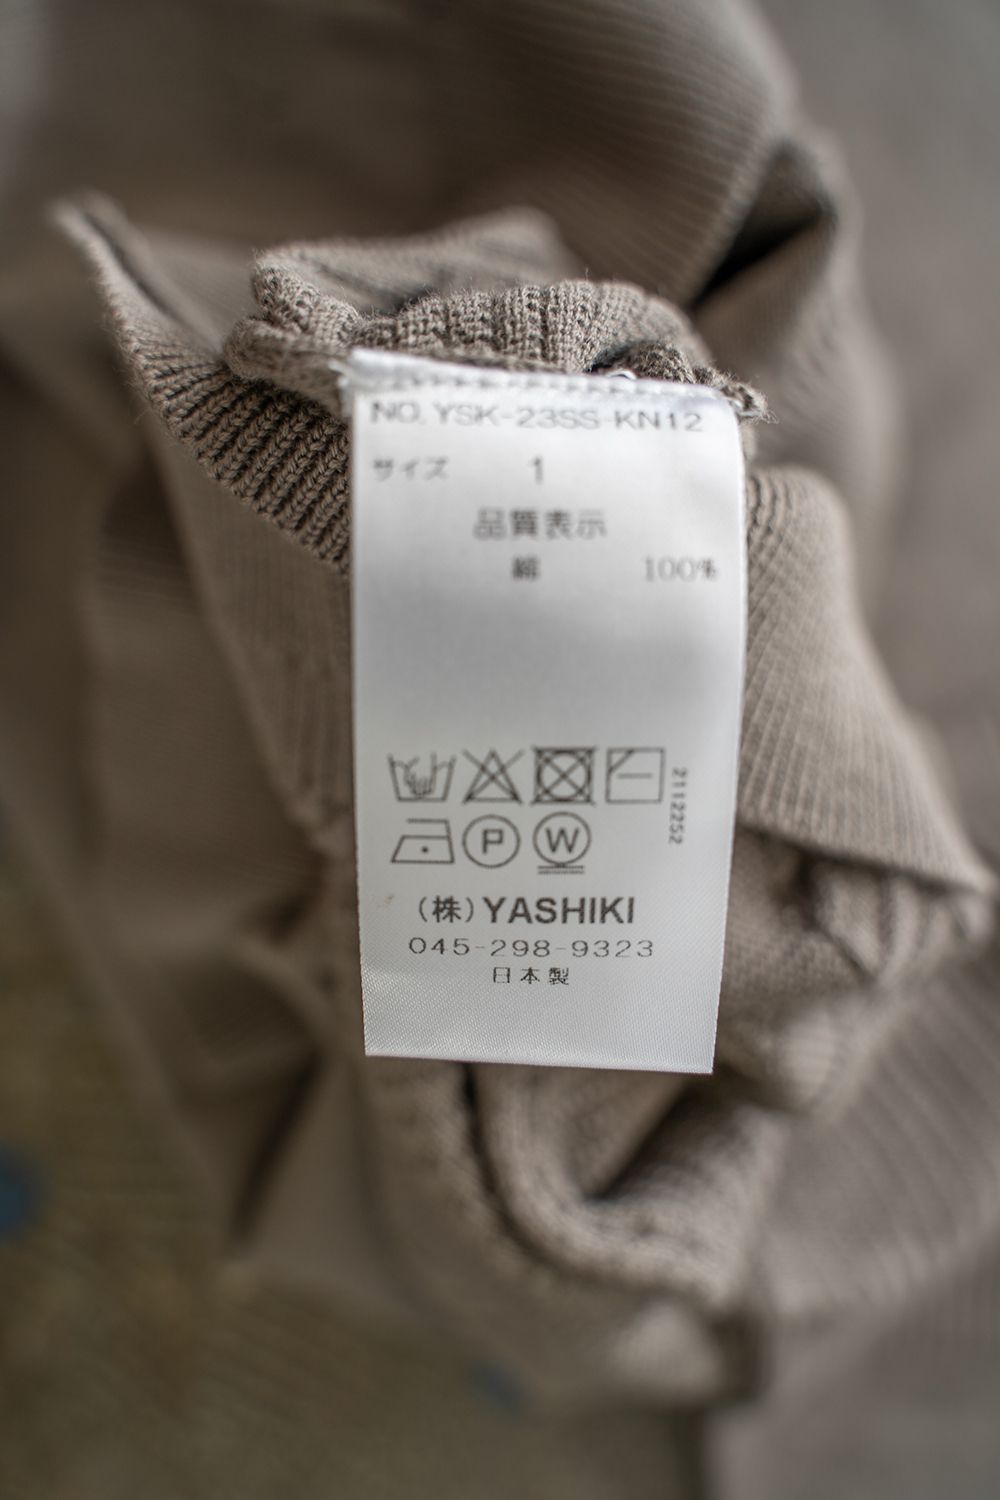 NO. YSK-23SS-KN12
サイズ 1
品質表示
綿 100%
2112252
P W
(株) YASHIKI
045-298-9323
日本製